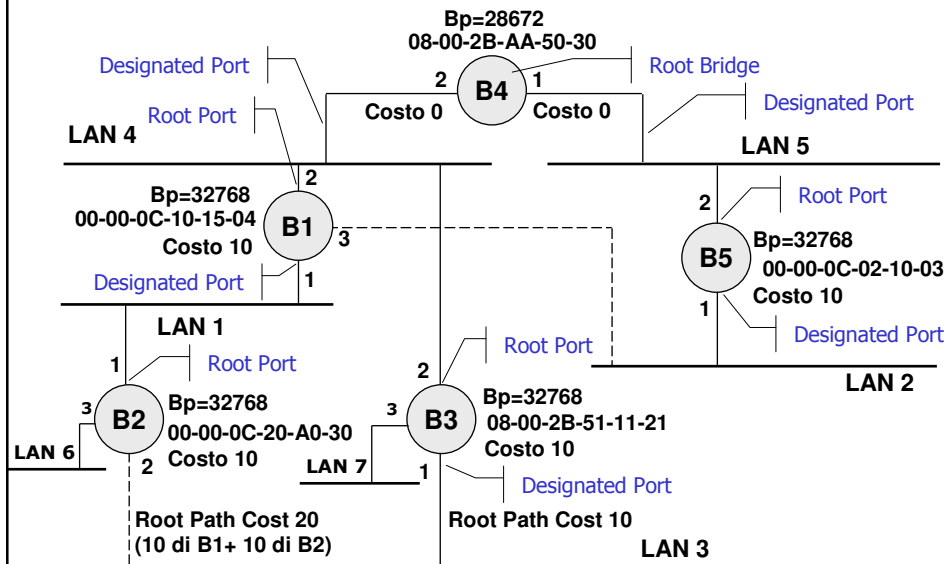 Bp=28672
08-00-2B-AA-50-30
Designated Port
2
B4
1
Root Bridge
Root Port
Costo 0
Costo 0
Designated Port
LAN 4
LAN 5
2
Bp=32768
00-00-0C-10-15-04
Costo 10
B1
3
2
Root Port
B5
Bp=32768
00-00-0C-02-10-03
Costo 10
Designated Port
1
1
Designated Port
LAN 1
LAN 2
1
Root Port
2
Root Port
3
B2
Bp=32768
00-00-0C-20-A0-30
Costo 10
LAN 6
2
3
B3
Bp=32768
08-00-2B-51-11-21
Costo 10
LAN 7
1
Designated Port
Root Path Cost 20
(10 di B1+ 10 di B2)
Root Path Cost 10
LAN 3